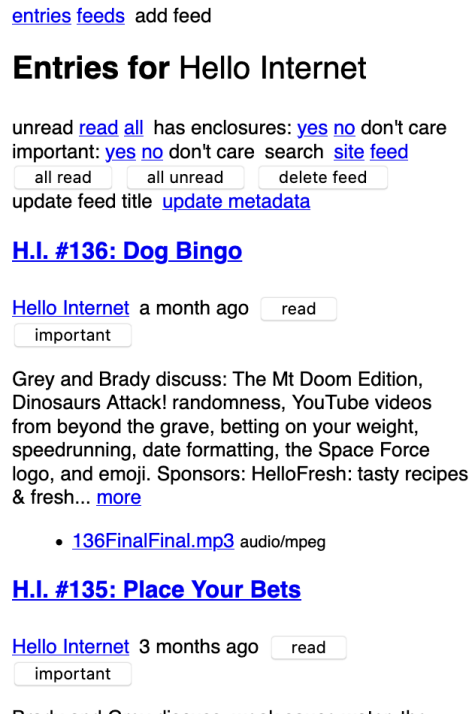 entries feeds add feed
Entries for Hello Internet
unread read all has enclosures: yes no don't care
important: yes no don't care search site feed
all read all unread delete feed
update feed title update metadata
H.I. #136: Dog Bingo
Hello Internet a month ago read
important
Grey and Brady discuss: The Mt Doom Edition,
Dinosaurs Attack! randomness, YouTube videos
from beyond the grave, betting on your weight,
speedrunning, date formatting, the Space Force
logo, and emoji. Sponsors: HelloFresh: tasty recipes
& fresh... more
• 136FinalFinal.mp3 audio/mpeg
H.I. #135: Place Your Bets
Hello Internet 3 months ago read
important